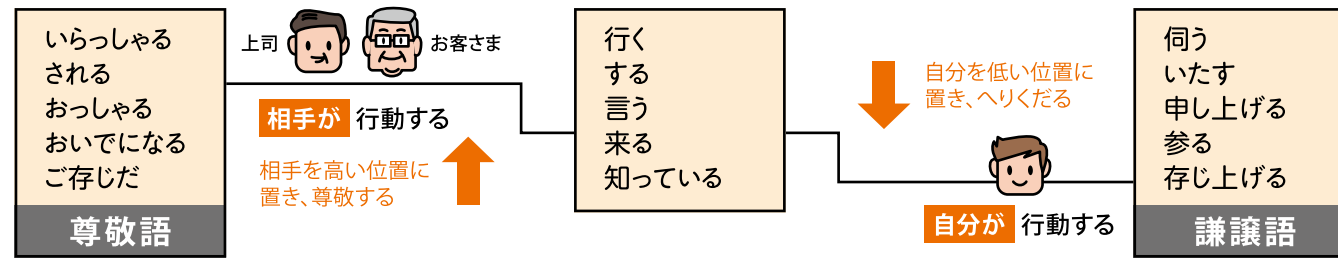 いらっしゃる
される
おっしゃる
おいでになる
ご存じだ
尊敬語
上司
お客さま
相手が 行動する
相手を高い位置に
置き、尊敬する
行く
する
言う
来る
知っている
自分を低い位置に
置き、へりくだる
自分が 行動する
伺う
いたす
申し上げる
参る
存じ上げる
謙譲語